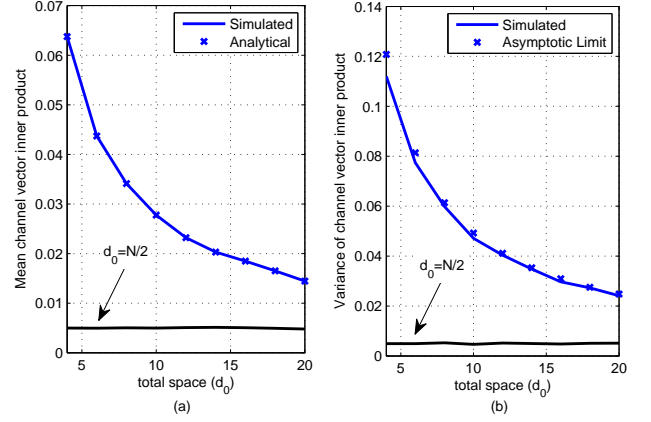 Mean channel vector inner product
0.07
0.06
0.05
0.04
0.03
0.02
0.01
0
Simulated
Analytical
d₀=N/2
5
10
15
20
total space (d₀)
(a)
Variance of channel vector inner product
0.14
0.12
0.1
0.08
0.06
0.04
0.02
0
Simulated
Asymptotic Limit
d₀=N/2
5
10
15
20
total space (d₀)
(b)